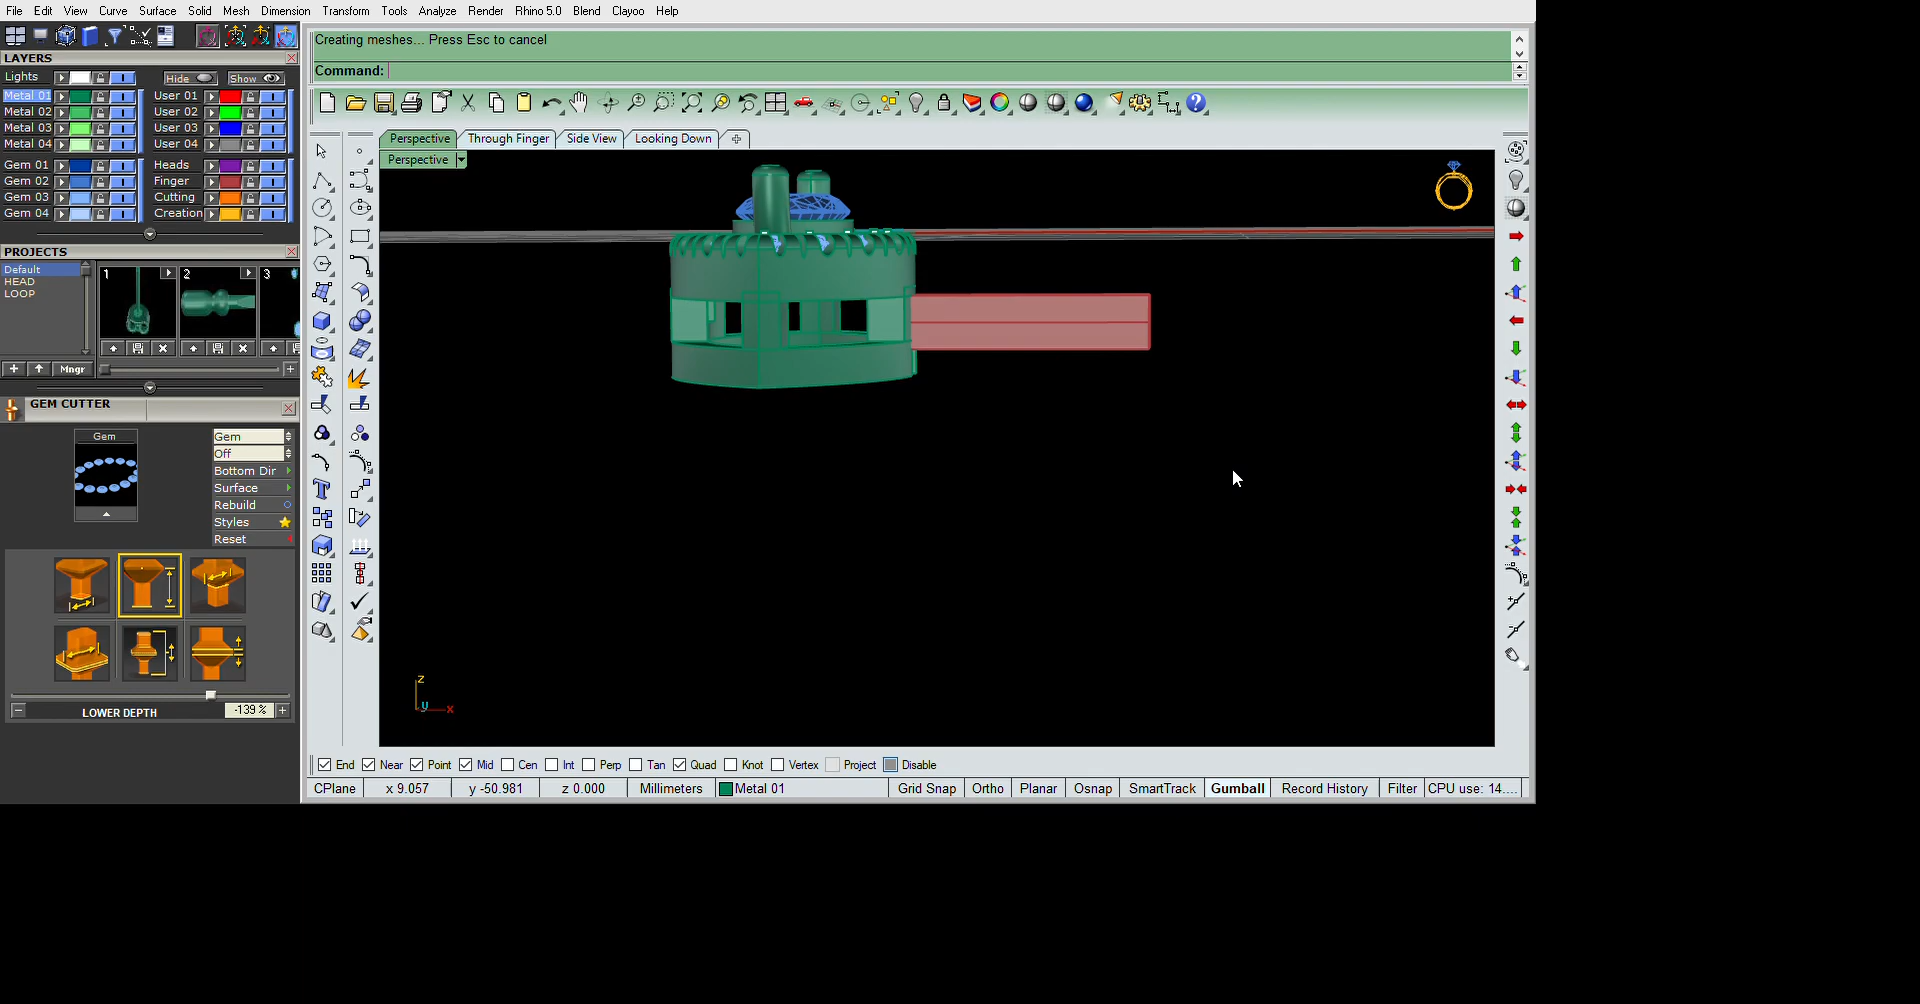 File Edit View Curve Surface Solid Mesh Dimension Transform Tools Analyze Render Rhino 5.0 Blend Clayoo Help
Creating meshes... Press Esc to cancel
Command:
LAYERS
Lights Hide Show
Metal 01 User 01
Metal 02 User 02
Metal 03 User 03
Metal 04 User 04
Gem 01 Heads
Gem 02 Finger
Gem 03 Cutting
Gem 04 Creation
PROJECTS
Default
HEAD
LOOP
1 2 3
Mngr
GEM CUTTER
Gem
Gem
Off
Bottom Dir
Surface
Rebuild
Styles
Reset
LOWER DEPTH -139 %
Perspective Through Finger Side View Looking Down
Perspective
z
y x
End Near Point Mid Cen Int Perp Tan Quad Knot Vertex Project Disable
CPlane x 9.057 y -50.981 z 0.000 Millimeters Metal 01 Grid Snap Ortho Planar Osnap SmartTrack Gumball Record History Filter CPU use: 14....